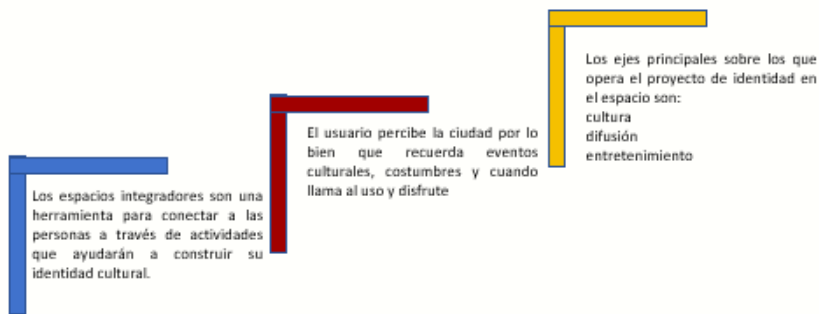 Los espacios integradores son una
herramienta para conectar a las
personas a través de actividades
que ayudarán a construir su
identidad cultural.
El usuario percibe la ciudad por lo
bien que recuerda eventos
culturales, costumbres y cuando
llama al uso y disfrute
Los ejes principales sobre los que
opera el proyecto de identidad en
el espacio son:
cultura
difusión
entretenimiento